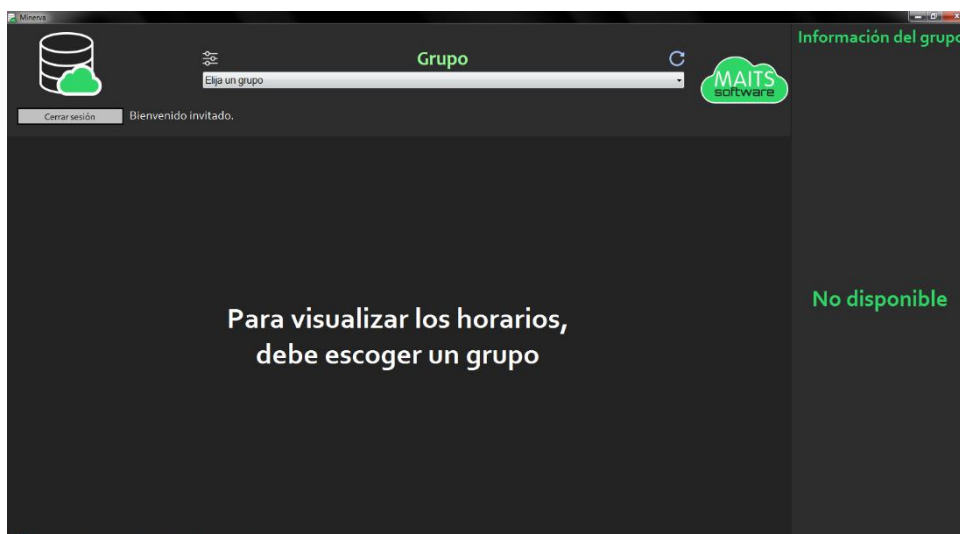 Minerva
Grupo
Elija un grupo
MAITS
software
Cerrar sesión
Bienvenido invitado.
Información del grupo
Para visualizar los horarios,
debe escoger un grupo
No disponible